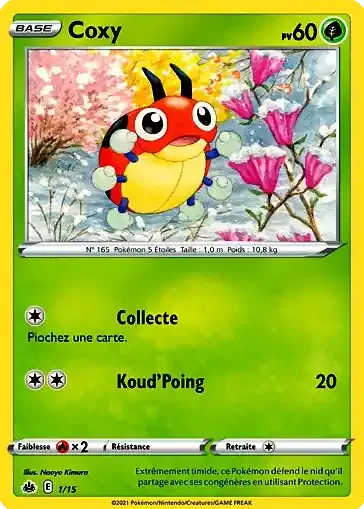 BASE Coxy PV60
N° 165 Pokémon 5 Étoiles Taille : 1,0 m Poids : 10,8 kg
Collecte
Piochez une carte.
Koud'Poing 20
Faiblesse ×2 Résistance Retraite
Illus. Naoyo Kimura
Extrêmement timide, ce Pokémon défend le nid qu'il
E 1/15
partage avec ses congénères en utilisant Protection.
©2021 Pokémon/Nintendo/Creatures/GAME FREAK